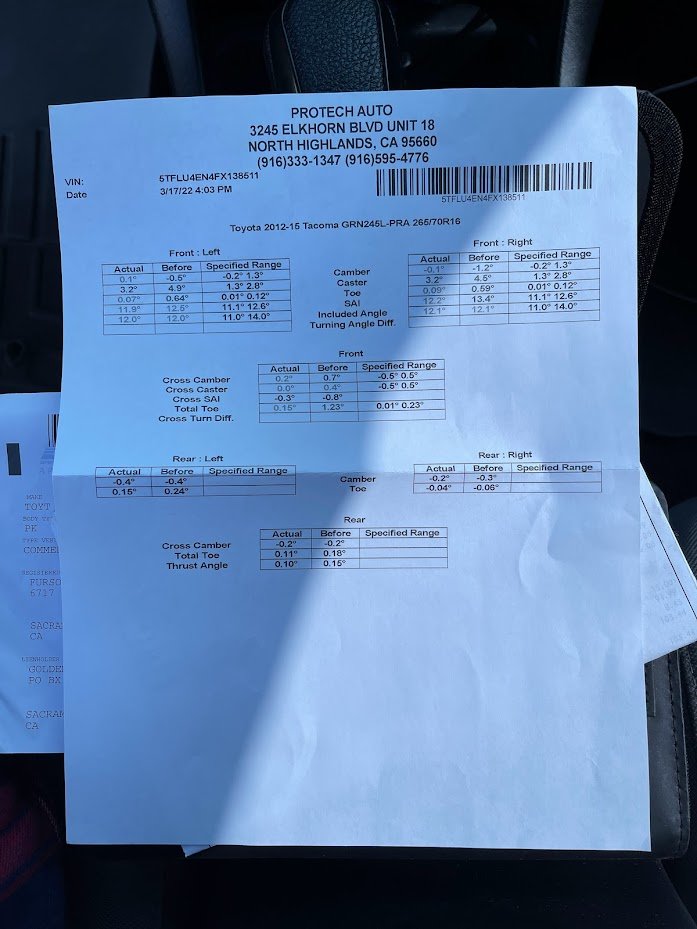 PROTECH AUTO
3245 ELKHORN BLVD UNIT 18
NORTH HIGHLANDS, CA 95660
(916)333-1347 (916)595-4776
VIN: 5TFLU4EN4FX138511
Date 3/17/22 4:03 PM
5TFLU4EN4FX138511
Toyota 2012-15 Tacoma GRN245L-PRA 265/70R16
Front : Left Front : Right
Actual Before Specified Range Actual Before Specified Range
0.1° -0.5° -0.2° 1.3° Camber -0.1° -1.2° -0.2° 1.3°
3.2° 4.9° 1.3° 2.8° Caster 3.2° 4.5° 1.3° 2.8°
0.07° 0.64° 0.01° 0.12° Toe 0.09° 0.59° 0.01° 0.12°
11.9° 12.5° 11.1° 12.6° SAI 12.2° 13.4° 11.1° 12.6°
12.0° 12.0° 11.0° 14.0° Included Angle 12.1° 12.1° 11.0° 14.0°
Turning Angle Diff.
Front
Actual Before Specified Range
Cross Camber 0.2° 0.7° -0.5° 0.5°
Cross Caster 0.0° 0.4° -0.5° 0.5°
Cross SAI -0.3° -0.8°
Total Toe 0.15° 1.23° 0.01° 0.23°
Cross Turn Diff.
Rear : Left Rear : Right
Actual Before Specified Range Actual Before Specified Range
-0.4° -0.4° Camber -0.2° -0.3°
0.15° 0.24° Toe -0.04° -0.06°
Rear
Actual Before Specified Range
Cross Camber -0.2° -0.2°
Total Toe 0.11° 0.18°
Thrust Angle 0.10° 0.15°
MAKE
TOYT
PK
COMME
FURSO
6717
SACRA
CA
LIENHOLDER
GOLDE
PO BX
SACRAM
CA